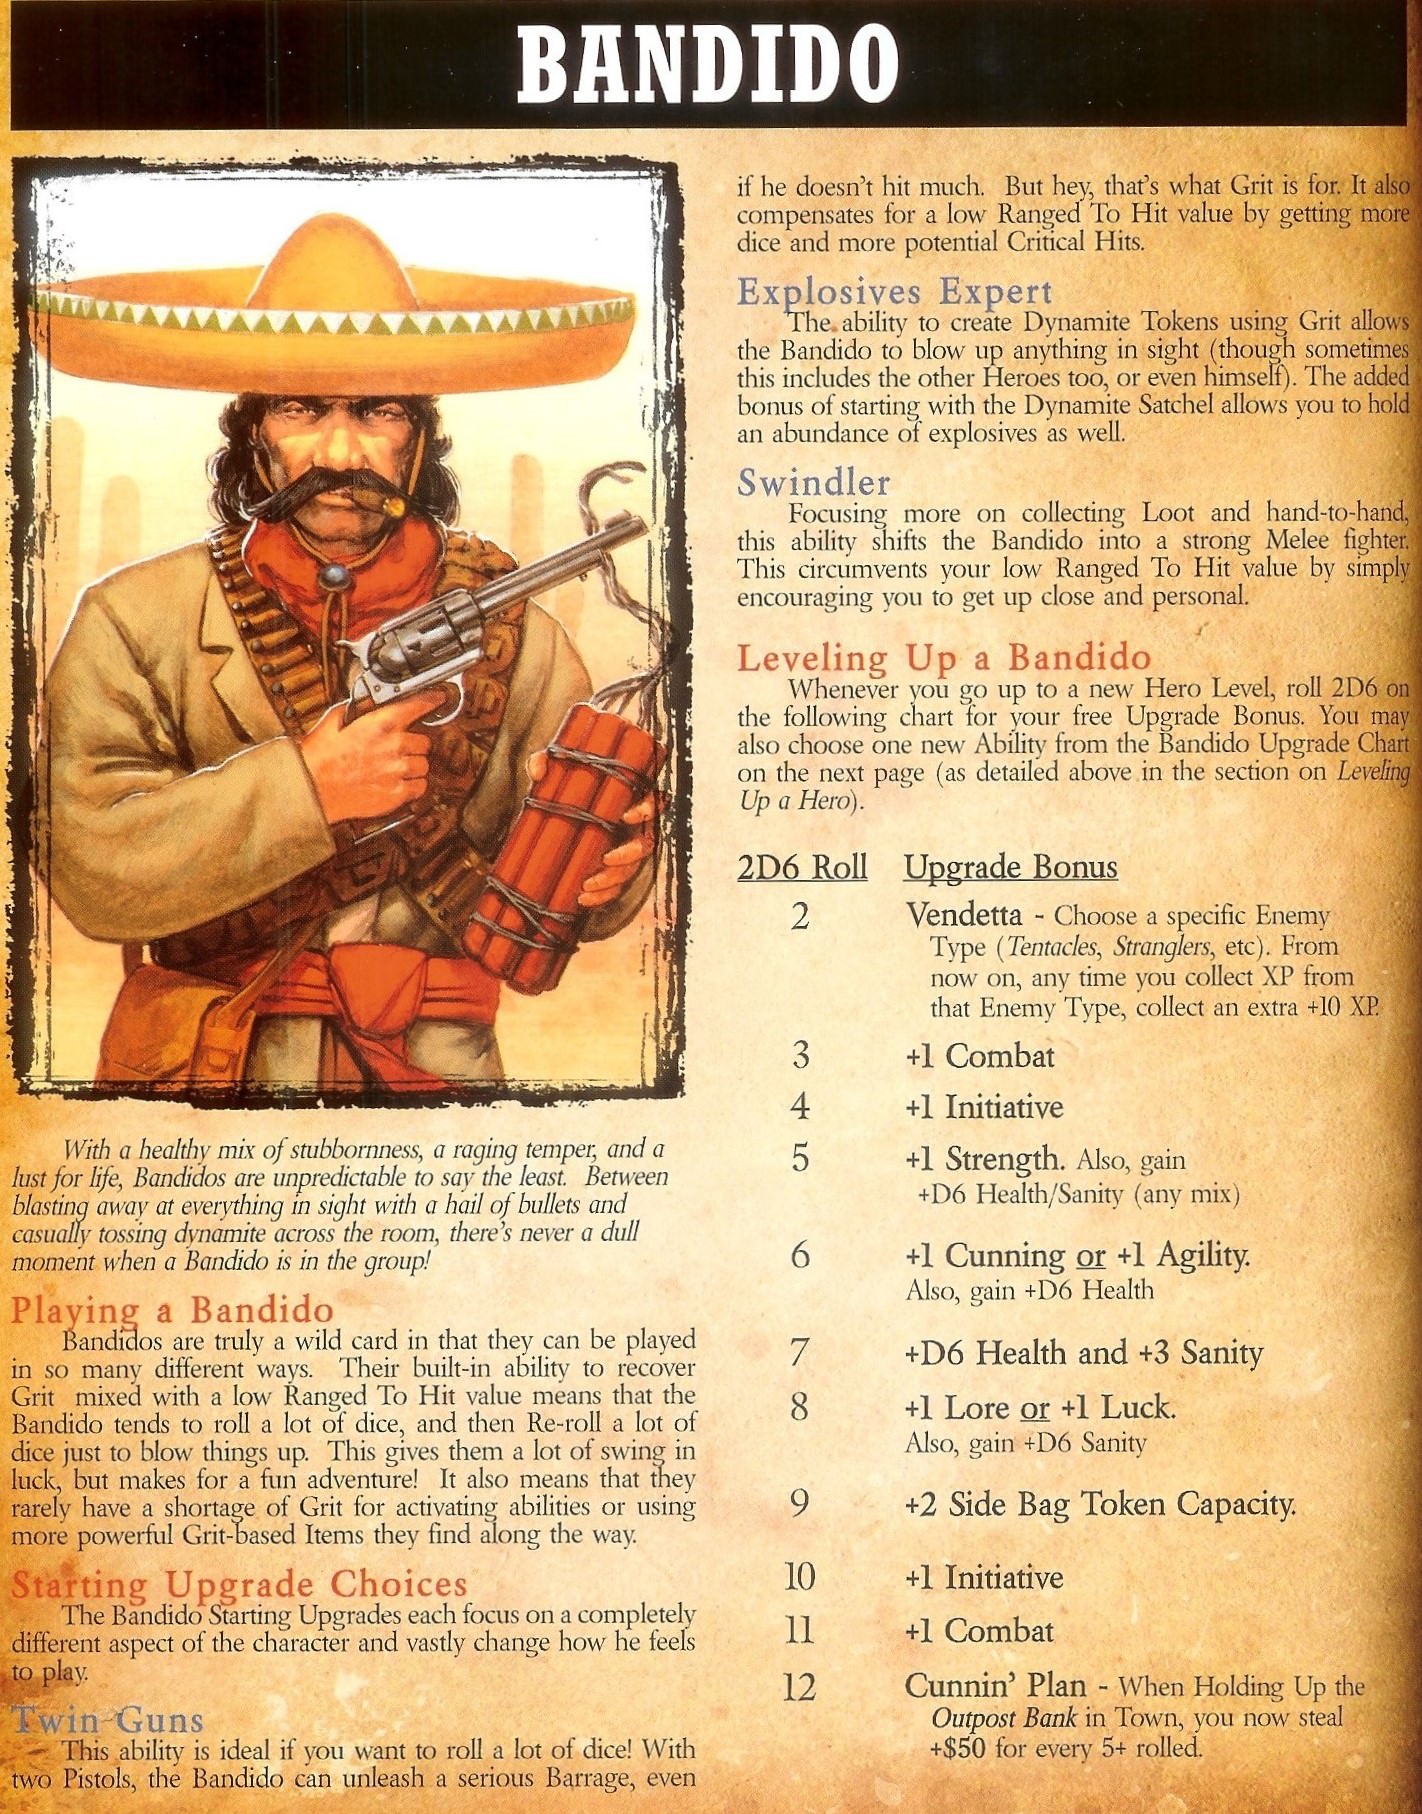 BANDIDO
With a healthy mix of stubbornness, a raging temper, and a
lust for life, Bandidos are unpredictable to say the least. Between
blasting away at everything in sight with a hail of bullets and
casually tossing dynamite across the room, there's never a dull
moment when a Bandido is in the group!
Playing a Bandido
Bandidos are truly a wild card in that they can be played
in so many different ways. Their built-in ability to recover
Grit mixed with a low Ranged To Hit value means that the
Bandido tends to roll a lot of dice, and then Re-roll a lot of
dice just to blow things up. This gives them a lot of swing in
luck, but makes for a fun adventure! It also means that they
rarely have a shortage of Grit for activating abilities or using
more powerful Grit-based Items they find along the way.
Starting Upgrade Choices
The Bandido Starting Upgrades each focus on a completely
different aspect of the character and vastly change how he feels
to play.
Twin Guns
This ability is ideal if you want to roll a lot of dice! With
two Pistols, the Bandido can unleash a serious Barrage, even
if he doesn't hit much. But hey, that's what Grit is for. It also
compensates for a low Ranged To Hit value by getting more
dice and more potential Critical Hits.
Explosives Expert
The ability to create Dynamite Tokens using Grit allows
the Bandido to blow up anything in sight (though sometimes
this includes the other Heroes too, or even himself). The added
bonus of starting with the Dynamite Satchel allows you to hold
an abundance of explosives as well.
Swindler
Focusing more on collecting Loot and hand-to-hand,
this ability shifts the Bandido into a strong Melee fighter.
This circumvents your low Ranged To Hit value by simply
encouraging you to get up close and personal.
Leveling Up a Bandido
Whenever you go up to a new Hero Level, roll 2D6 on
the following chart for your free Upgrade Bonus. You may
also choose one new Ability from the Bandido Upgrade Chart
on the next page (as detailed above in the section on Leveling
Up a Hero).
2D6 Roll Upgrade Bonus
2 Vendetta - Choose a specific Enemy
Type (Tentacles, Stranglers, etc). From
now on, any time you collect XP from
that Enemy Type, collect an extra +10 XP.
3 +1 Combat
4 +1 Initiative
5 +1 Strength. Also, gain
+D6 Health/Sanity (any mix)
6 +1 Cunning or +1 Agility.
Also, gain +D6 Health
7 +D6 Health and +3 Sanity
8 +1 Lore or +1 Luck.
Also, gain +D6 Sanity
9 +2 Side Bag Token Capacity.
10 +1 Initiative
11 +1 Combat
12 Cunnin' Plan - When Holding Up the
Outpost Bank in Town, you now steal
+$50 for every 5+ rolled.